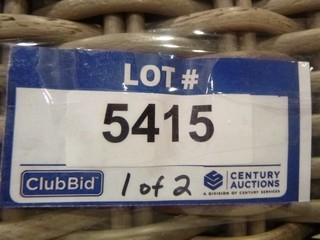 LOT #
5415
ClubBid 1 of 2 CENTURY AUCTIONS
A DIVISION OF CENTURY SERVICES